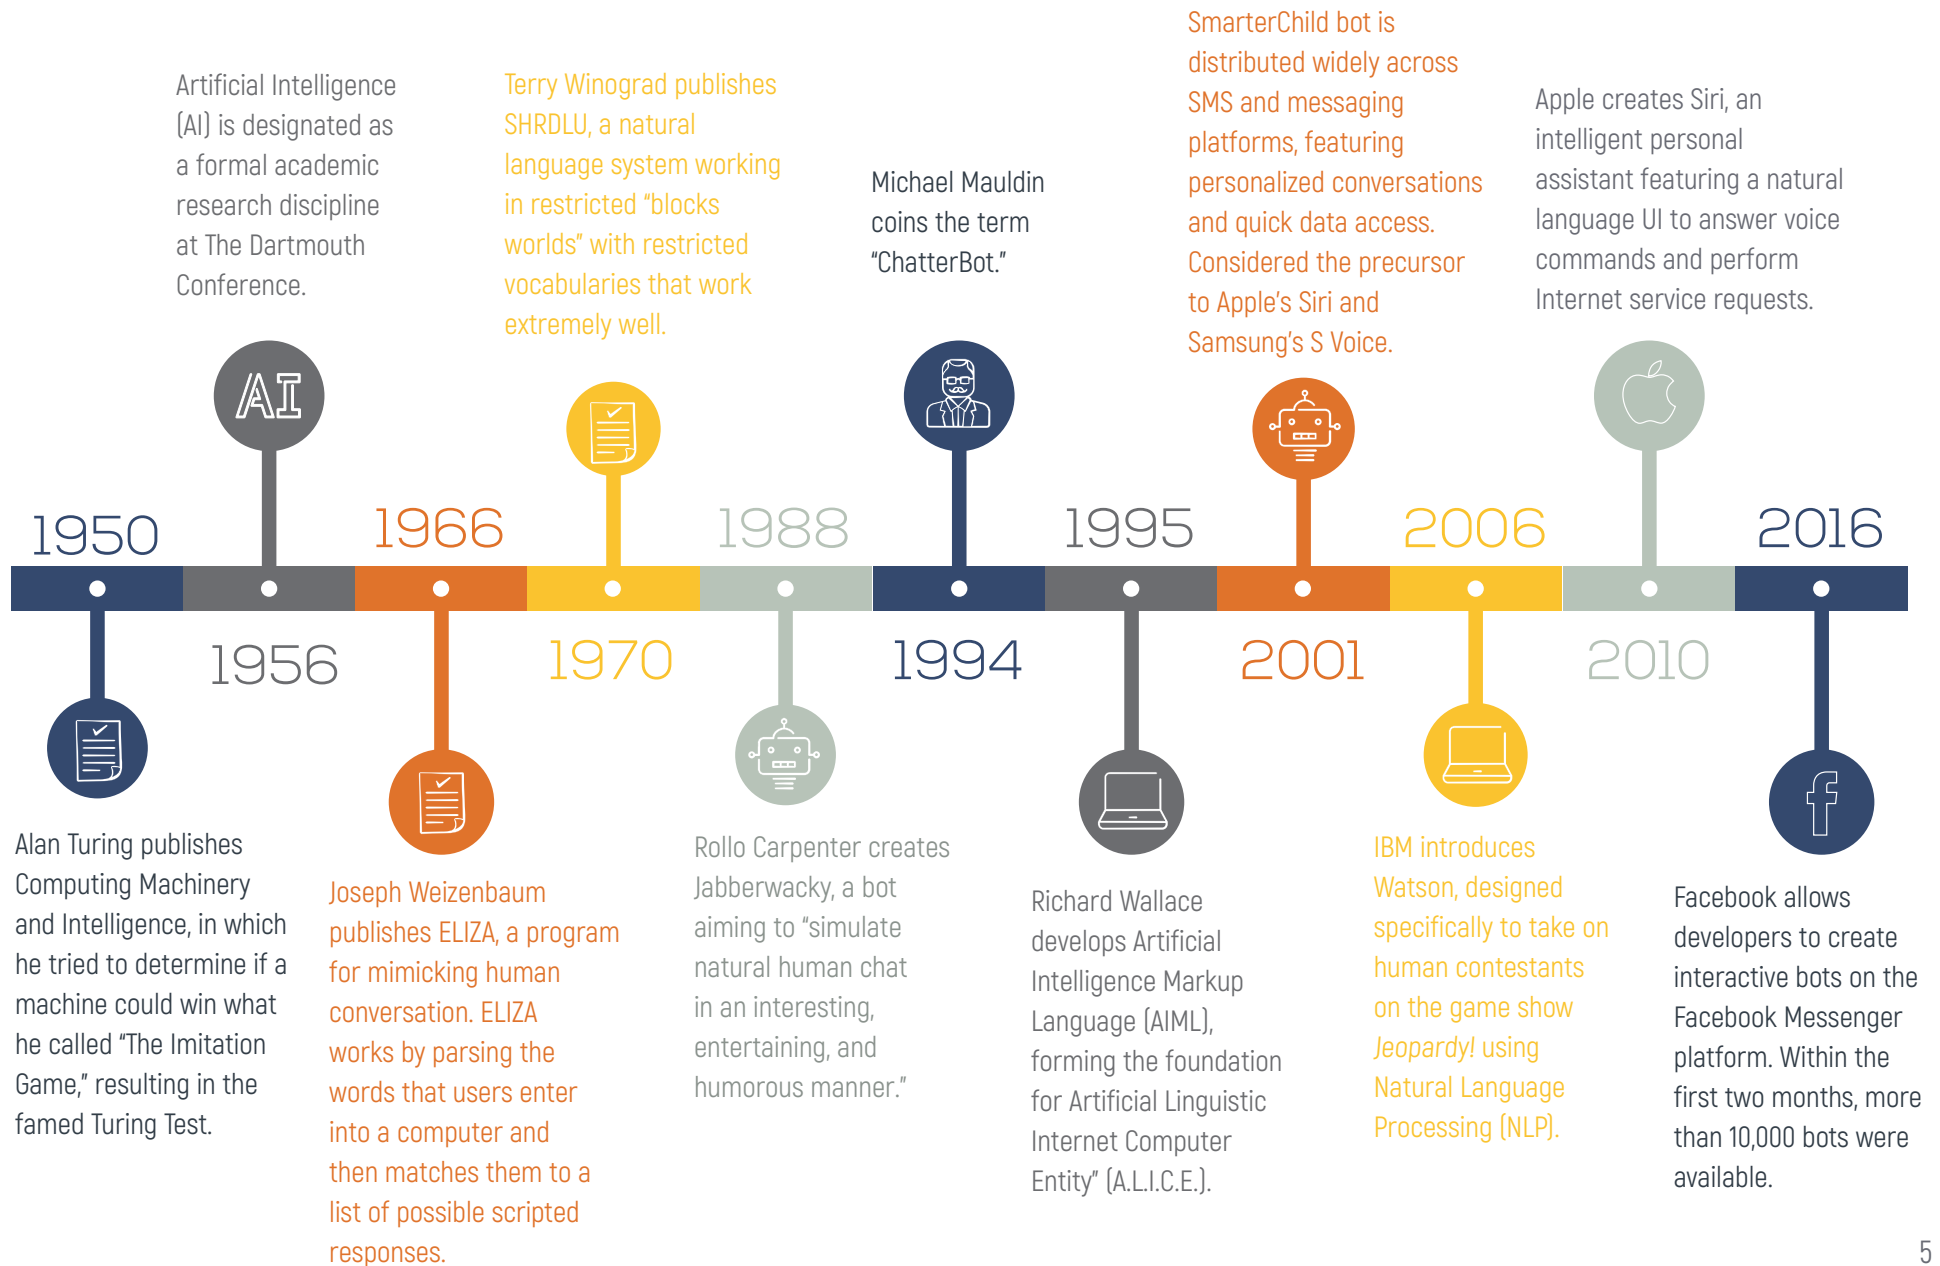 1950
Alan Turing publishes
Computing Machinery
and Intelligence, in which
he tried to determine if a
machine could win what
he called “The Imitation
Game,” resulting in the
famed Turing Test.
Artificial Intelligence
(AI) is designated as
a formal academic
research discipline
at The Dartmouth
Conference.
AI
1956
1966
Joseph Weizenbaum
publishes ELIZA, a program
for mimicking human
conversation. ELIZA
works by parsing the
words that users enter
into a computer and
then matches them to a
list of possible scripted
responses.
Terry Winograd publishes
SHRDLU, a natural
language system working
in restricted “blocks
worlds” with restricted
vocabularies that work
extremely well.
1970
1988
Rollo Carpenter creates
Jabberwacky, a bot
aiming to “simulate
natural human chat
in an interesting,
entertaining, and
humorous manner.”
Michael Mauldin
coins the term
“ChatterBot.”
1994
1995
Richard Wallace
develops Artificial
Intelligence Markup
Language (AIML),
forming the foundation
for Artificial Linguistic
Internet Computer
Entity” (A.L.I.C.E.).
SmarterChild bot is
distributed widely across
SMS and messaging
platforms, featuring
personalized conversations
and quick data access.
Considered the precursor
to Apple’s Siri and
Samsung’s S Voice.
2001
2006
IBM introduces
Watson, designed
specifically to take on
human contestants
on the game show
Jeopardy! using
Natural Language
Processing (NLP).
Apple creates Siri, an
intelligent personal
assistant featuring a natural
language UI to answer voice
commands and perform
Internet service requests.
2010
2016
f
Facebook allows
developers to create
interactive bots on the
Facebook Messenger
platform. Within the
first two months, more
than 10,000 bots were
available.
5